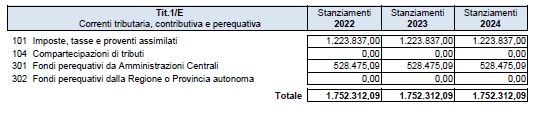 Tit.1/E Stanziamenti Stanziamenti Stanziamenti
Correnti tributaria, contributiva e perequativa 2022 2023 2024
101 Imposte, tasse e proventi assimilati 1.223.837,00 1.223.837,00 1.223.837,00
104 Compartecipazioni di tributi 0,00 0,00 0,00
301 Fondi perequativi da Amministrazioni Centrali 528.475,09 528.475,09 528.475,09
302 Fondi perequativi dalla Regione o Provincia autonoma 0,00 0,00 0,00
Totale 1.752.312,09 1.752.312,09 1.752.312,09